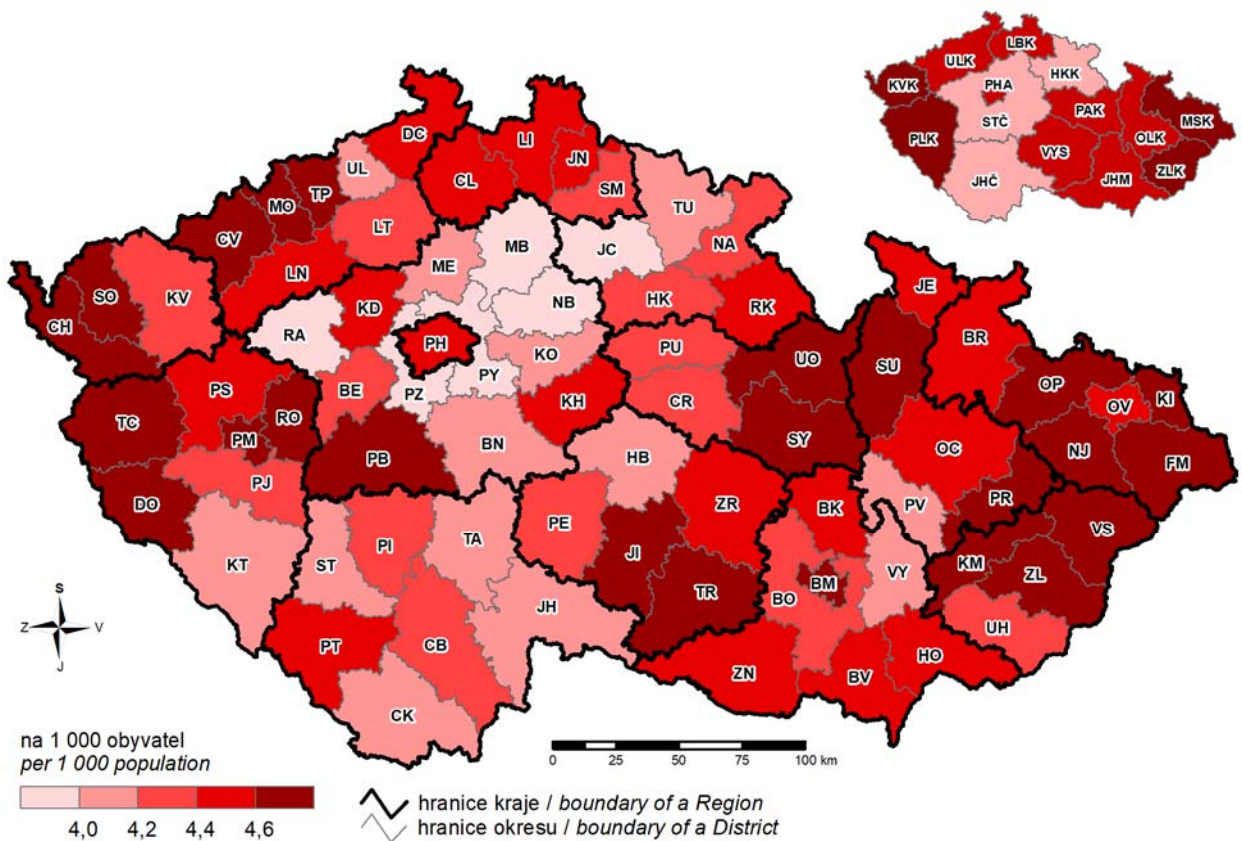 LBK
ULK
HKK
KVK
PHA
PAK
MSK
STČ
OLK
PLK
VYS
ZLK
JHČ
JHM
DC
LI
JN
UL
CL
TP
SM
MO
TU
LT
CV
MB
JC
NA
ME
LN
SO
KV
NB
JE
KD
HK
RK
CH
RA
BR
PH
KO
PU
UO
SU
OP
PS
PY
BE
PZ
KH
CR
OV
KI
RO
TC
PM
SY
OC
NJ
BN
HB
PB
FM
PJ
PR
DO
ZR
BK
PV
PE
VS
TA
PI
JI
KM
KT
ST
VY
ZL
BM
TR
BO
JH
UH
PT
CB
HO
ZN
BV
CK
S
Z V
J
na 1 000 obyvatel
per 1 000 population
4,0 4,2 4,4 4,6
0 25 50 75 100 km
hranice kraje / boundary of a Region
hranice okresu / boundary of a District